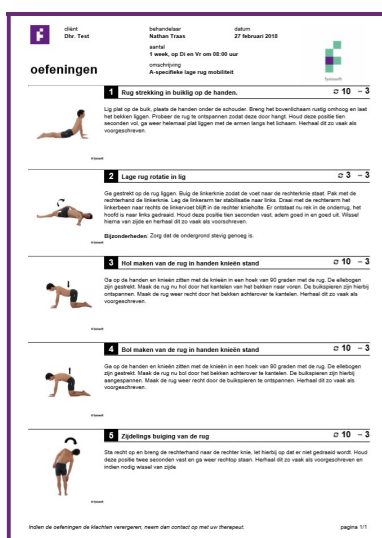 cliënt
Dhr. Test
behandelaar
Nathan Traas
datum
27 februari 2018
aantal
1 week, op Di en Vr om 08:00 uur
omschrijving
A-specifieke lage rug mobiliteit
fysiosoft
oefeningen
1 Rug strekking in buiklig op de handen. 10 – 3
Lig plat op de buik, plaats de handen onder de schouder. Breng het bovenlichaam rustig omhoog en laat
het bekken liggen. Probeer de rug te ontspannen zodat deze door hangt. Houd deze positie tien
seconden vast, ga weer helemaal plat liggen met de armen langs het lichaam. Herhaal dit zo vaak als
voorgeschreven.
2 Lage rug rotatie in lig 3 – 3
Ga gestrekt op de rug liggen. Buig de linkerknie zodat de voet naar de rechterknie staat. Pak met de
rechterhand de linkerknie. Leg de linkerarm ter stabilisatie naar links. Draai met de rechterarm het
linkerbeen naar rechts de linkervoet blijft in de rechter knieholte. Er ontstaat nu rek in de onderrug, het
hoofd is naar links gedraaid. Houd deze positie tien seconden vast, adem goed in en goed uit. Wissel
hierna van zijde en herhaal dit zo vaak als voorschreven.
Bijzonderheden: Zorg dat de ondergrond stevig genoeg is.
3 Hol maken van de rug in handen knieën stand 10 – 3
Ga op de handen en knieën zitten met de knieën in een hoek van 90 graden met de rug. De ellebogen
zijn gestrekt. Maak de rug nu hol door het kantelen van het bekken naar voren. De buikspieren zijn hierbij
ontspannen. Maak de rug weer recht door het bekken achterover te kantelen. Herhaal dit zo vaak als
voorgeschreven.
4 Bol maken van de rug in handen knieën stand 10 – 3
Ga op de handen en knieën zitten met de knieën in een hoek van 90 graden met de rug. De ellebogen
zijn gestrekt. Maak de rug nu bol door het bekken achterover te kantelen. De buikspieren zijn hierbij
aangespannen. Maak de rug weer recht door de buikspieren te ontspannen. Herhaal dit zo vaak als
voorgeschreven.
5 Zijdelings buiging van de rug 10 – 3
Sta recht op en breng de rechterhand naar de rechter knie, let hierbij op dat er niet gedraaid wordt. Houd
deze positie twee seconden vast en ga weer rechtop staan. Herhaal dit zo vaak als voorgeschreven en
indien nodig wissel van zijde
Indien de oefeningen de klachten verergeren, neem dan contact op met uw therapeut.
pagina 1/1